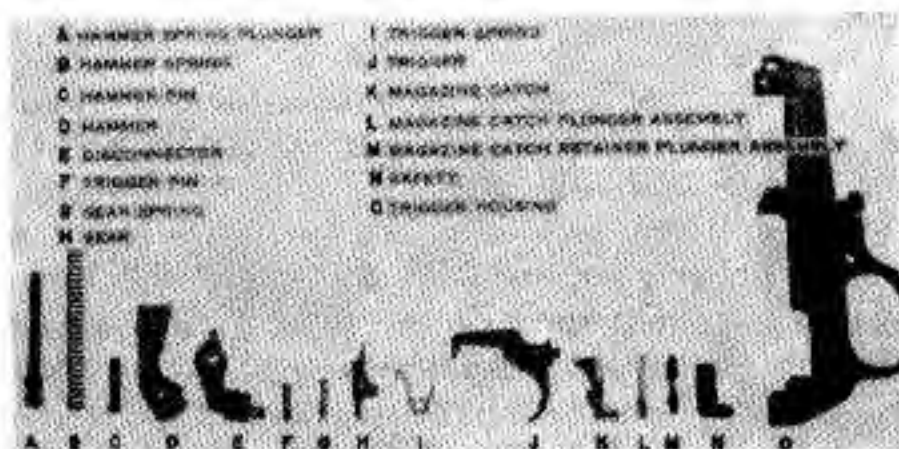 A HAMMER SPRING PLUNGER
B HAMMER SPRING
C HAMMER PIN
D HAMMER
E DISCONNECTER
F TRIGGER PIN
G SEAR SPRING
H SEAR
I TRIGGER SPRING
J TRIGGER
K MAGAZINE CATCH
L MAGAZINE CATCH PLUNGER ASSEMBLY
M MAGAZINE CATCH RETAINER PLUNGER ASSEMBLY
N SAFETY
O TRIGGER HOUSING
A B C D E F G H I J K L M N O